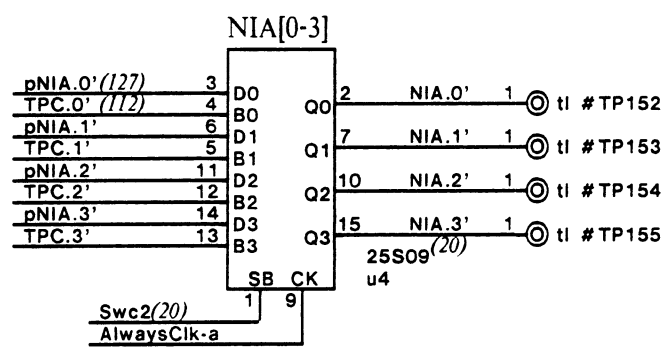 NIA[0-3]
pNIA.0'(127) 3 D0 Q0 2 NIA.0' 1 tl #TP152
TPC.0'(112) 4 B0
pNIA.1' 6 D1 Q1 7 NIA.1' 1 tl #TP153
TPC.1' 5 B1
pNIA.2' 11 D2 Q2 10 NIA.2' 1 tl #TP154
TPC.2' 12 B2
pNIA.3' 14 D3 Q3 15 NIA.3' 1 tl #TP155
TPC.3' 13 B3
25S09(20)
u4
SB CK
1 9
Swc2(20)
AlwaysClk-a